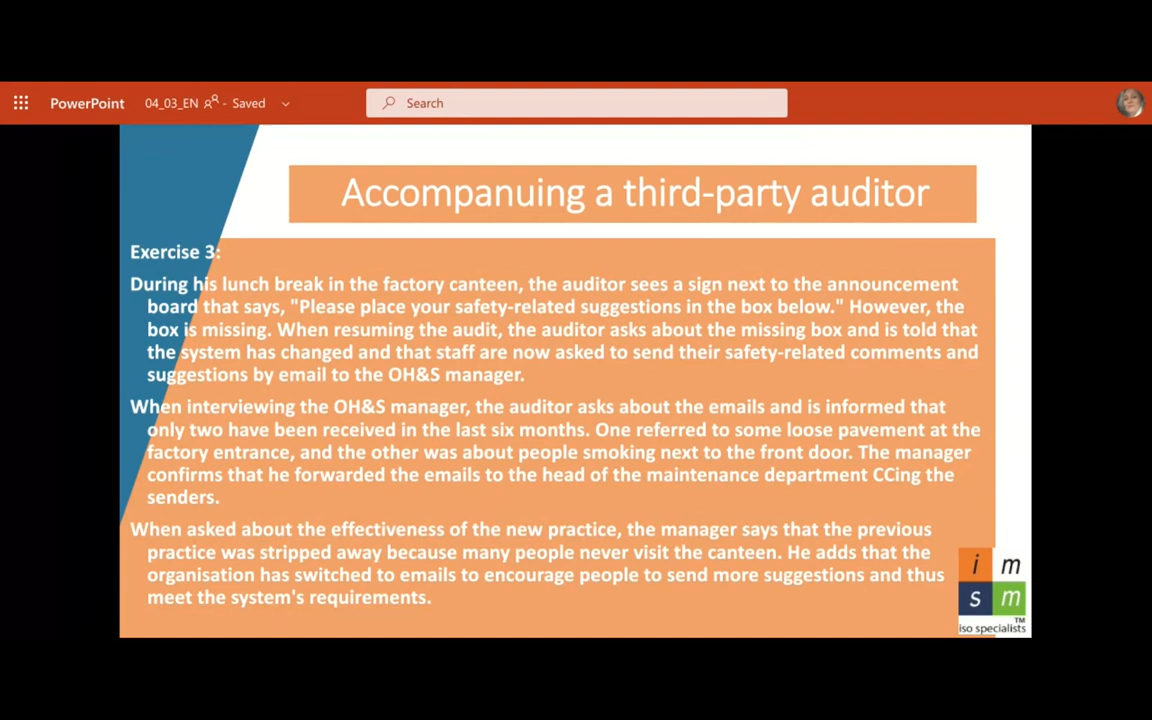 PowerPoint 04_03_EN - Saved Search
Accompanuing a third-party auditor
Exercise 3:
During his lunch break in the factory canteen, the auditor sees a sign next to the announcement
board that says, "Please place your safety-related suggestions in the box below." However, the
box is missing. When resuming the audit, the auditor asks about the missing box and is told that
the system has changed and that staff are now asked to send their safety-related comments and
suggestions by email to the OH&S manager.
When interviewing the OH&S manager, the auditor asks about the emails and is informed that
only two have been received in the last six months. One referred to some loose pavement at the
factory entrance, and the other was about people smoking next to the front door. The manager
confirms that he forwarded the emails to the head of the maintenance department CCing the
senders.
When asked about the effectiveness of the new practice, the manager says that the previous
practice was stripped away because many people never visit the canteen. He adds that the
organisation has switched to emails to encourage people to send more suggestions and thus
meet the system's requirements.
i m
s m
TM
iso specialists